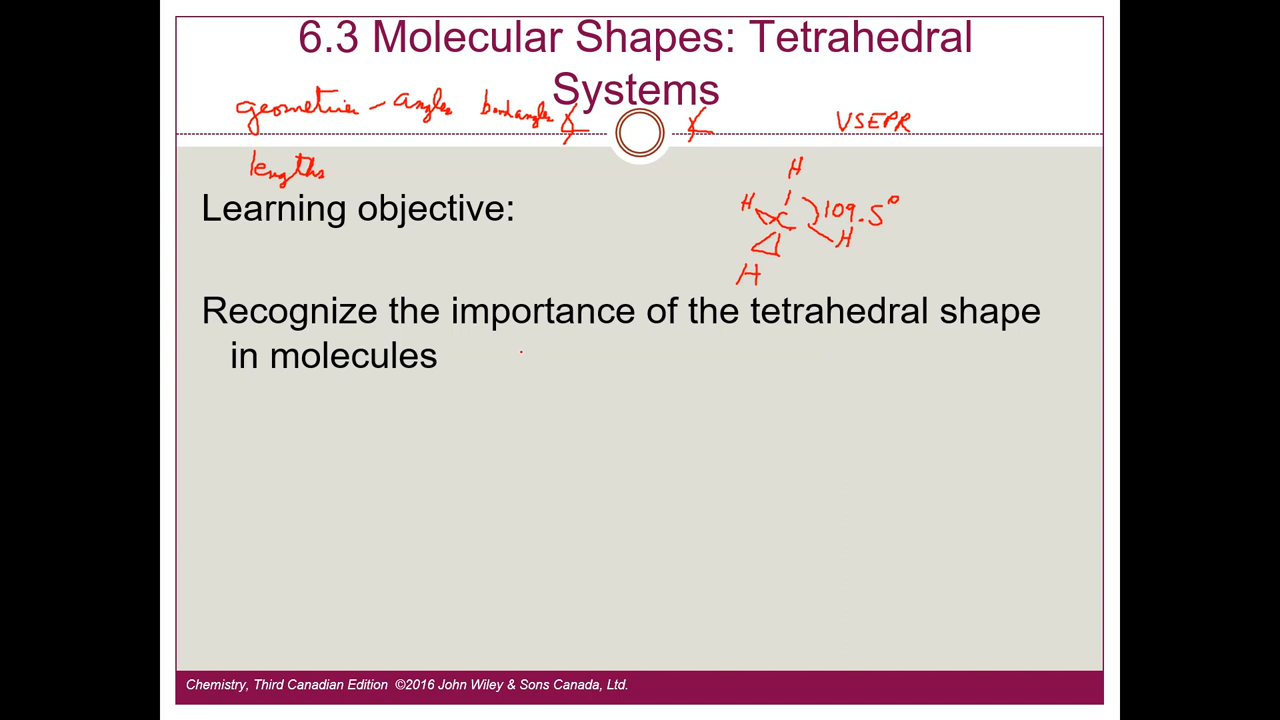 6.3 Molecular Shapes: Tetrahedral
Systems
geometries - angles bond angles
VSEPR
lengths
H
H C 109.5°
H
H
Learning objective:
Recognize the importance of the tetrahedral shape
in molecules
Chemistry, Third Canadian Edition ©2016 John Wiley & Sons Canada, Ltd.